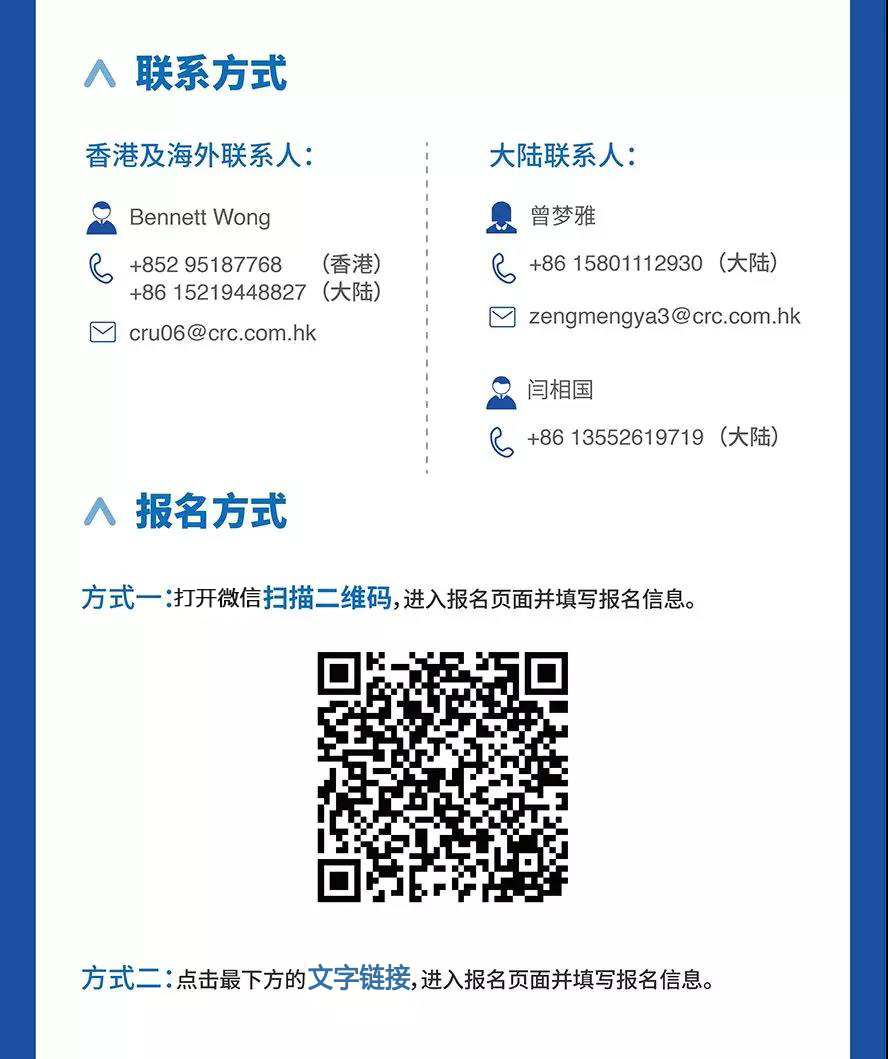 联系方式
香港及海外联系人：
Bennett Wong
+852 95187768 （香港）
+86 15219448827（大陆）
cru06@crc.com.hk
大陆联系人：
曾梦雅
+86 15801112930（大陆）
zengmengya3@crc.com.hk
闫相国
+86 13552619719（大陆）
报名方式
方式一：打开微信扫描二维码，进入报名页面并填写报名信息。
方式二：点击最下方的文字链接，进入报名页面并填写报名信息。